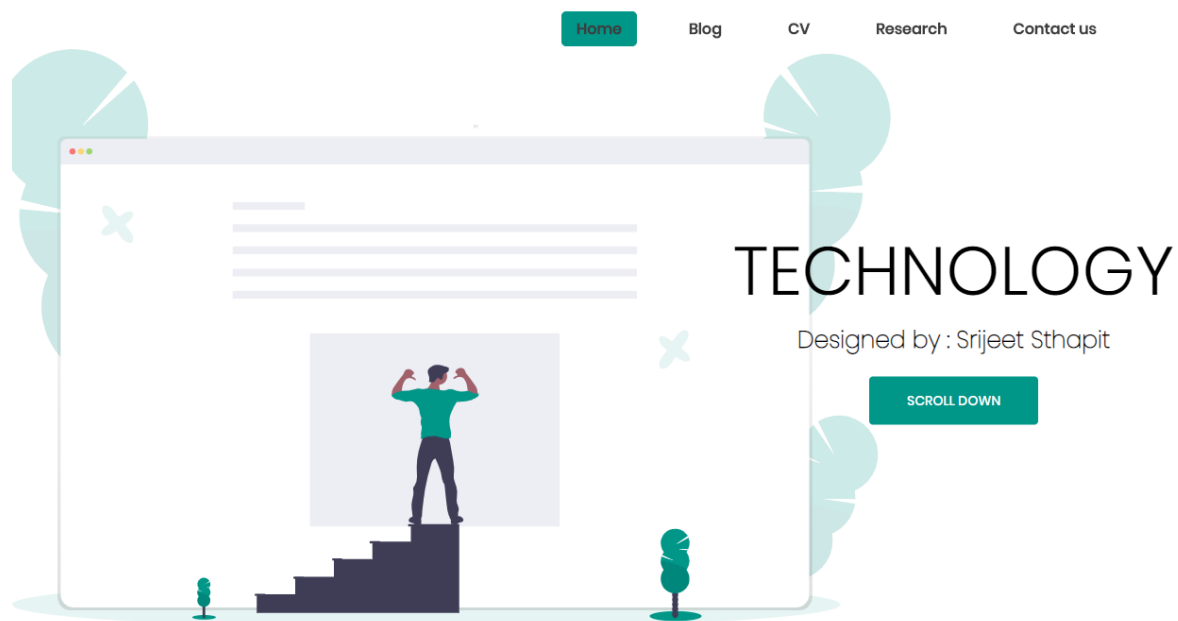 Home Blog CV Research Contact us
TECHNOLOGY
Designed by : Srijeet Sthapit
SCROLL DOWN